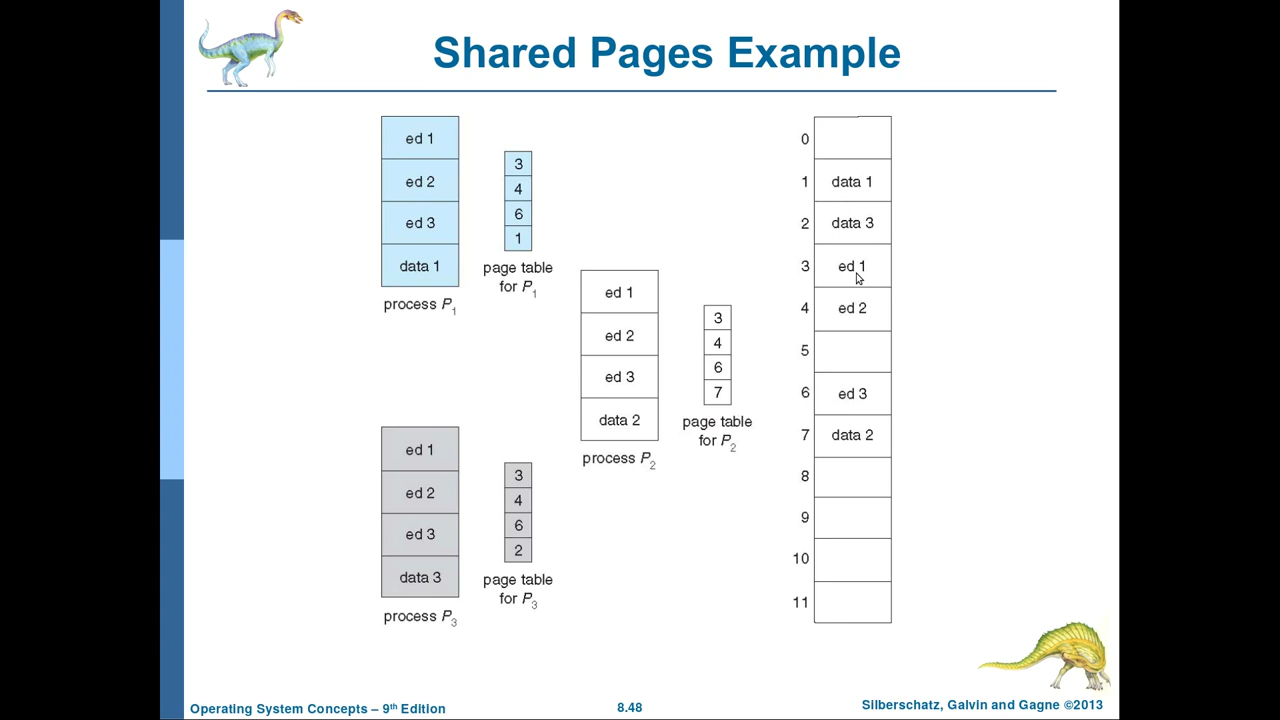 Shared Pages Example
ed 1
ed 2
ed 3
data 1
process P1
3
4
6
1
page table
for P1
ed 1
ed 2
ed 3
data 2
process P2
3
4
6
7
page table
for P2
ed 1
ed 2
ed 3
data 3
process P3
3
4
6
2
page table
for P3
0
1 data 1
2 data 3
3 ed 1
4 ed 2
5
6 ed 3
7 data 2
8
9
10
11
Operating System Concepts – 9th Edition
8.48
Silberschatz, Galvin and Gagne ©2013